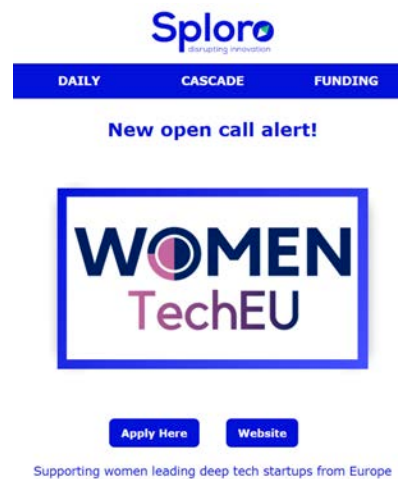 Sploro
disrupting innovation
DAILY CASCADE FUNDING
New open call alert!
WOMEN
TechEU
Apply Here Website
Supporting women leading deep tech startups from Europe